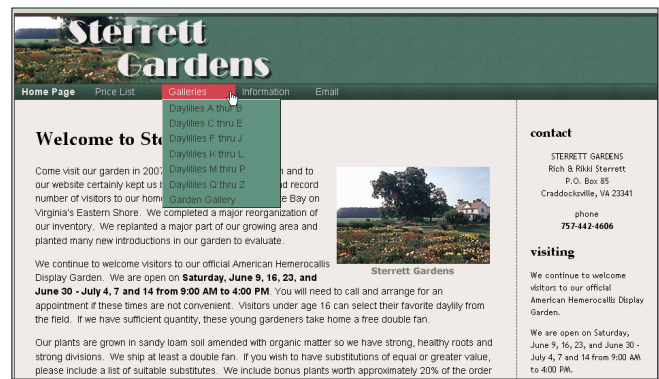 Sterrett
Gardens
Home Page Price List Galleries Information Email
Daylilies A thur B
Daylilies C thru E
Daylilies F thru J
Daylilies K thru L
Daylilies M thru P
Daylilies Q thru Z
Garden Gallery
Welcome to Ste
Come visit our garden in 2007 n and to
our website certainly kept us b d record
number of visitors to our hom e Bay on
Virginia's Eastern Shore. We completed a major reorganization of
our inventory. We replanted a major part of our growing area and
planted many new introductions in our garden to evaluate.
Sterrett Gardens
We continue to welcome visitors to our official American Hemerocallis
Display Garden. We are open on Saturday, June 9, 16, 23, and
June 30 - July 4, 7 and 14 from 9:00 AM to 4:00 PM. You will need to call and arrange for an
appointment if these times are not convenient. Visitors under age 16 can select their favorite daylily from
the field. If we have sufficient quantity, these young gardeners take home a free double fan.
Our plants are grown in sandy loam soil amended with organic matter so we have strong, healthy roots and
strong divisions. We ship at least a double fan. If you wish to have substitutions of equal or greater value,
please include a list of suitable substitutes. We include bonus plants worth approximately 20% of the order
contact
STERRETT GARDENS
Rich & Rikki Sterrett
P.O. Box 85
Craddocksville, VA 23341
phone
757-442-4606
visiting
We continue to welcome
visitors to our official
American Hemerocallis Display
Garden.
We are open on Saturday,
June 9, 16, 23, and June 30 -
July 4, 7 and 14 from 9:00 AM
to 4:00 PM.